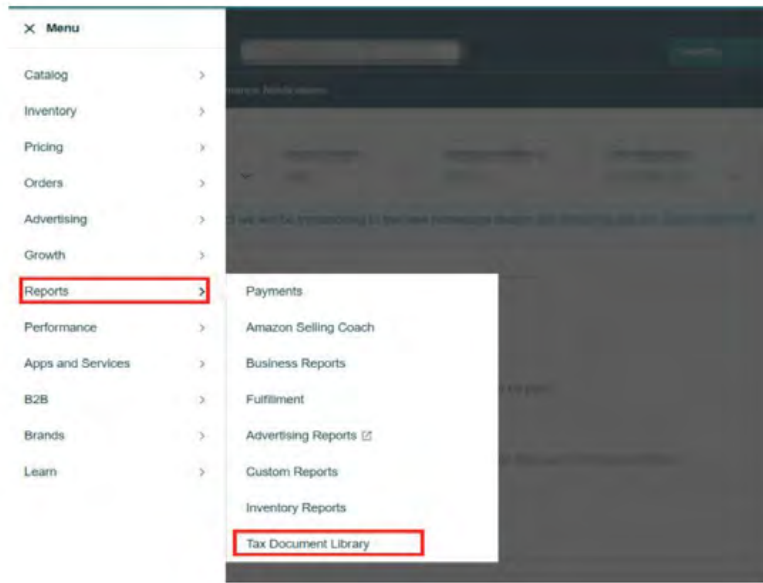 X Menu
Catalog
Inventory
Pricing
Orders
Advertising
Growth
Reports
Performance
Apps and Services
B2B
Brands
Learn
Payments
Amazon Selling Coach
Business Reports
Fulfillment
Advertising Reports
Custom Reports
Inventory Reports
Tax Document Library